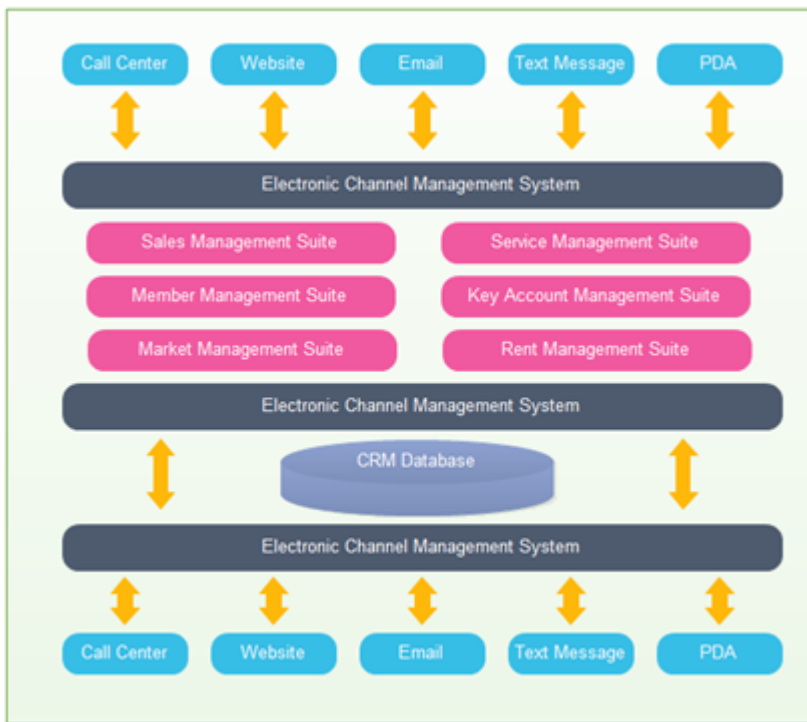 Call Center
Website
Email
Text Message
PDA
Electronic Channel Management System
Sales Management Suite
Service Management Suite
Member Management Suite
Key Account Management Suite
Market Management Suite
Rent Management Suite
Electronic Channel Management System
CRM Database
Electronic Channel Management System
Call Center
Website
Email
Text Message
PDA